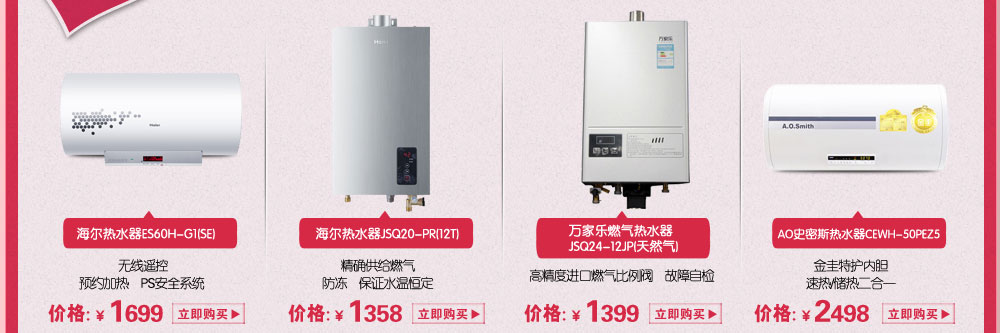 Haier
Haier
万家乐
A.O.Smith
海尔热水器ES60H-G1(SE)
无线遥控
预约加热 PS安全系统
价格:￥1699 立即购买▶
海尔热水器JSQ20-PR(12T)
精确供给燃气
防冻 保证水温恒定
价格:￥1358 立即购买▶
万家乐燃气热水器
JSQ24-12JP(天然气)
高精度进口燃气比例阀 故障自检
价格:￥1399 立即购买▶
AO史密斯热水器CEWH-50PEZ5
金圭特护内胆
速热/储热二合一
价格:￥2498 立即购买▶